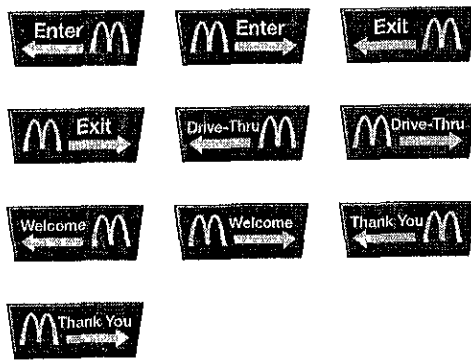 Enter
Enter
Exit
Exit
Drive-Thru
Drive-Thru
Welcome
Welcome
Thank You
Thank You